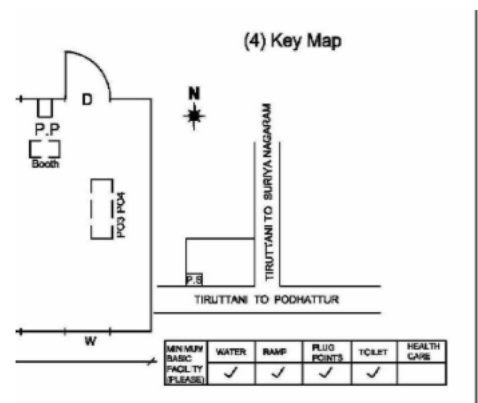 (4) Key Map
D
N
P.P
Booth
PO3 PO4
TIRUTTANI TO SURIYA NAGARAM
P.S
TIRUTTANI TO PODHATTUR
W
MINIMUM BASIC FACILITY (PLEASE) WATER RAMP PLUG POINTS TOILET HEALTH CARE
✓ ✓ ✓ ✓